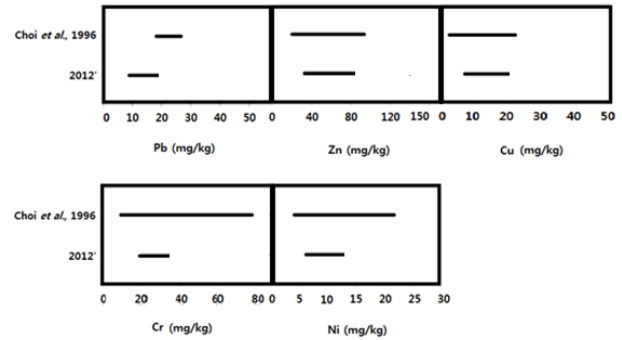 Choi et al., 1996
2012'
0 10 20 30 40 50 0 40 80 120 150 0 10 20 30 40 50
Pb (mg/kg) Zn (mg/kg) Cu (mg/kg)
Choi et al., 1996
2012'
0 20 40 60 80 0 5 10 15 20 25 30
Cr (mg/kg) Ni (mg/kg)